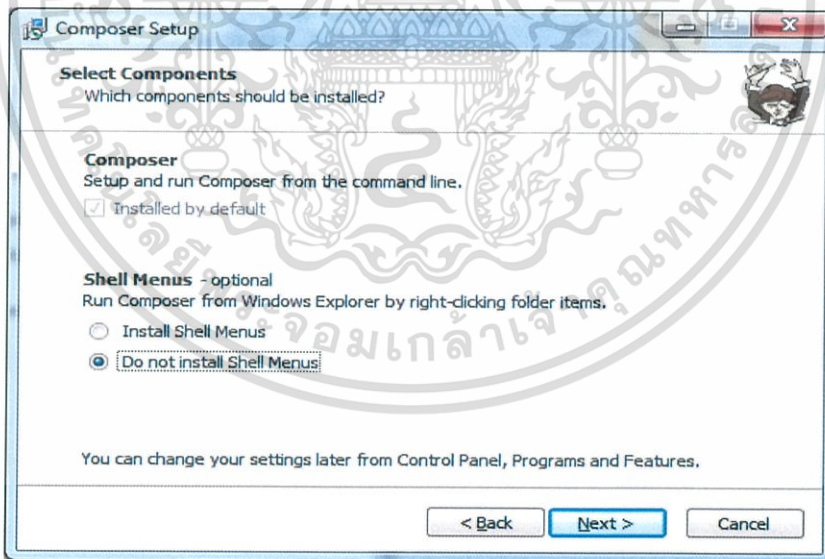 Composer Setup
Select Components
Which components should be installed?
Composer
Setup and run Composer from the command line.
Installed by default
Shell Menus - optional
Run Composer from Windows Explorer by right-clicking folder items.
Install Shell Menus
Do not install Shell Menus
You can change your settings later from Control Panel, Programs and Features.
< Back
Next >
Cancel